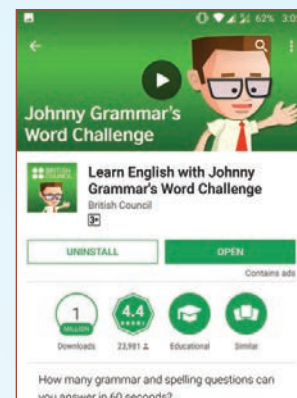 62% 3:0
Johnny Grammar's
Word Challenge
BRITISH
COUNCIL
Learn English with Johnny
Grammar's Word Challenge
British Council
3+
UNINSTALL
OPEN
Contains ads
1
MILLION
4.4
Downloads
23,981
Educational
Similar
How many grammar and spelling questions can
you answer in 60 seconds?